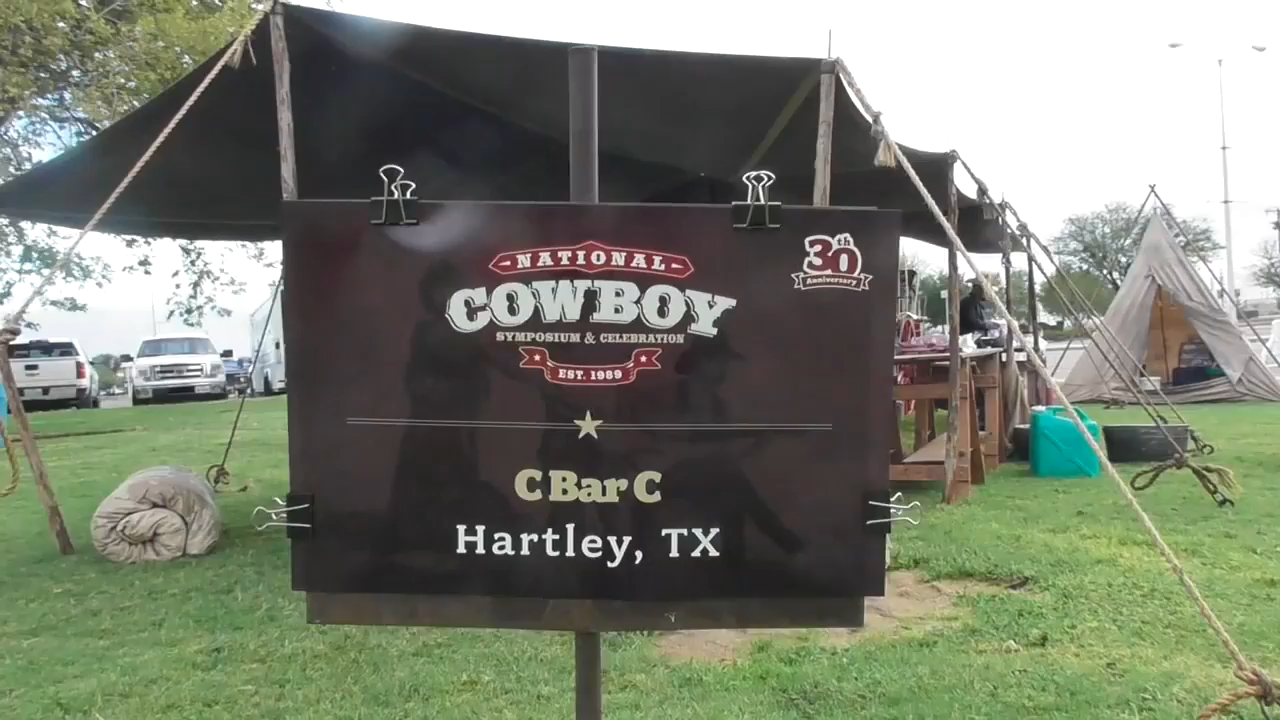 NATIONAL
COWBOY
SYMPOSIUM & CELEBRATION
EST. 1989
30th
Anniversary
C Bar C
Hartley, TX